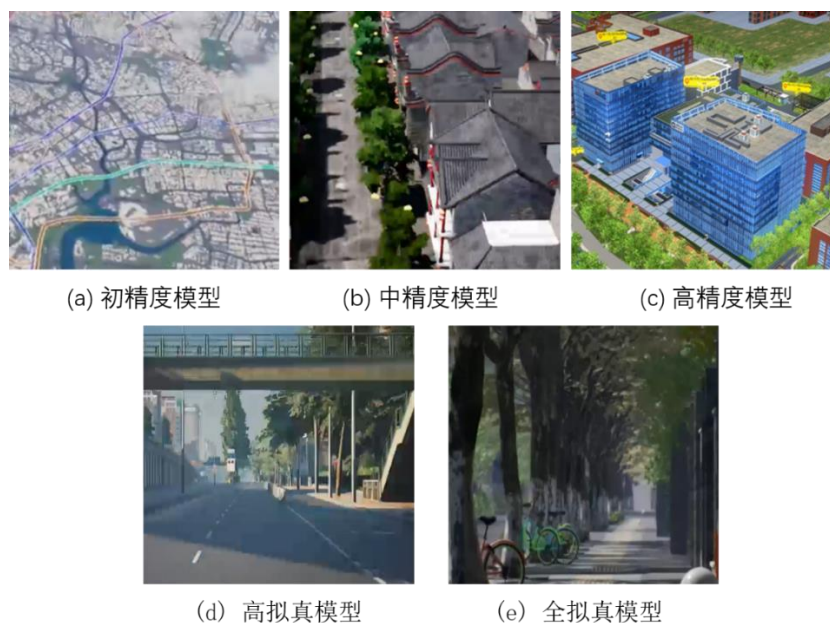 (a) 初精度模型
(b) 中精度模型
(c) 高精度模型
(d) 高拟真模型
(e) 全拟真模型